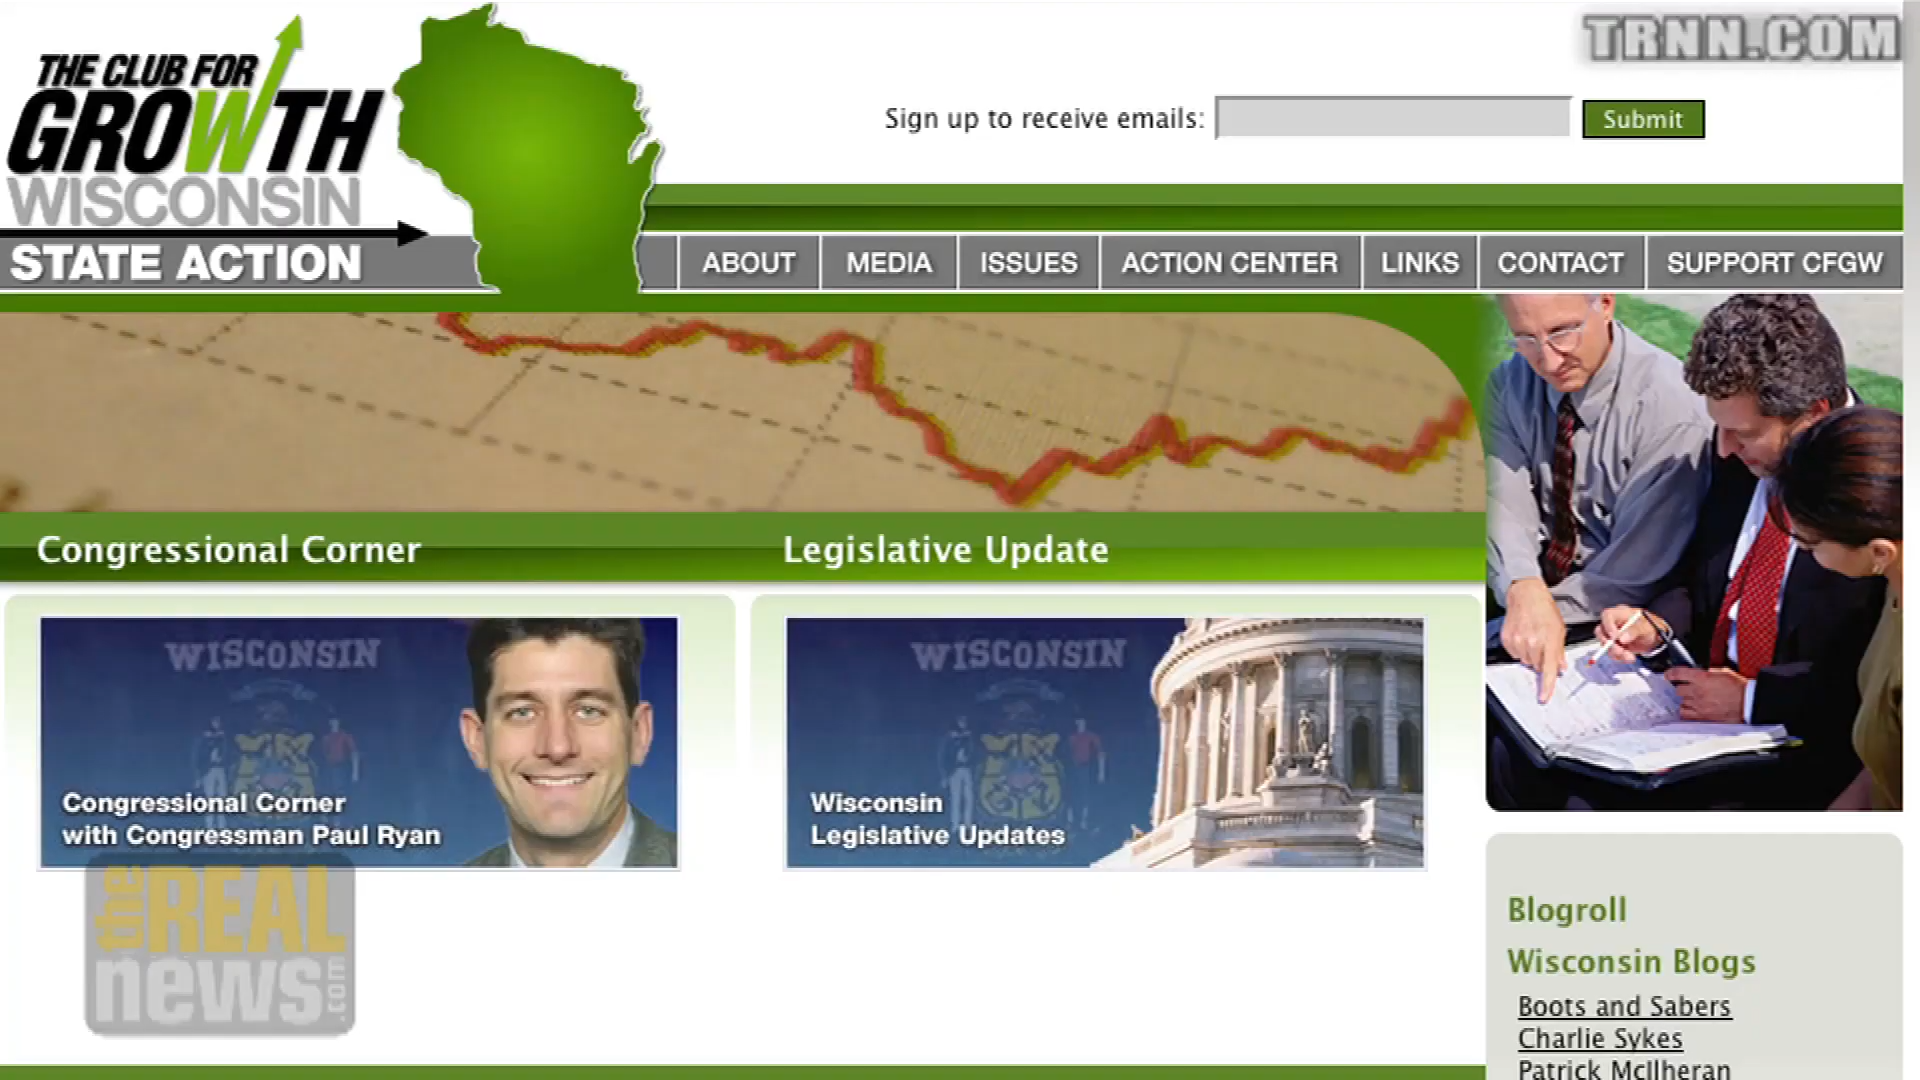 TRNN.COM
THE CLUB FOR
GROWTH
WISCONSIN
STATE ACTION
Sign up to receive emails:
Submit
ABOUT
MEDIA
ISSUES
ACTION CENTER
LINKS
CONTACT
SUPPORT CFGW
Congressional Corner
Legislative Update
WISCONSIN
Congressional Corner
with Congressman Paul Ryan
WISCONSIN
Wisconsin
Legislative Updates
the REAL
news.com
Blogroll
Wisconsin Blogs
Boots and Sabers
Charlie Sykes
Patrick McIlheran